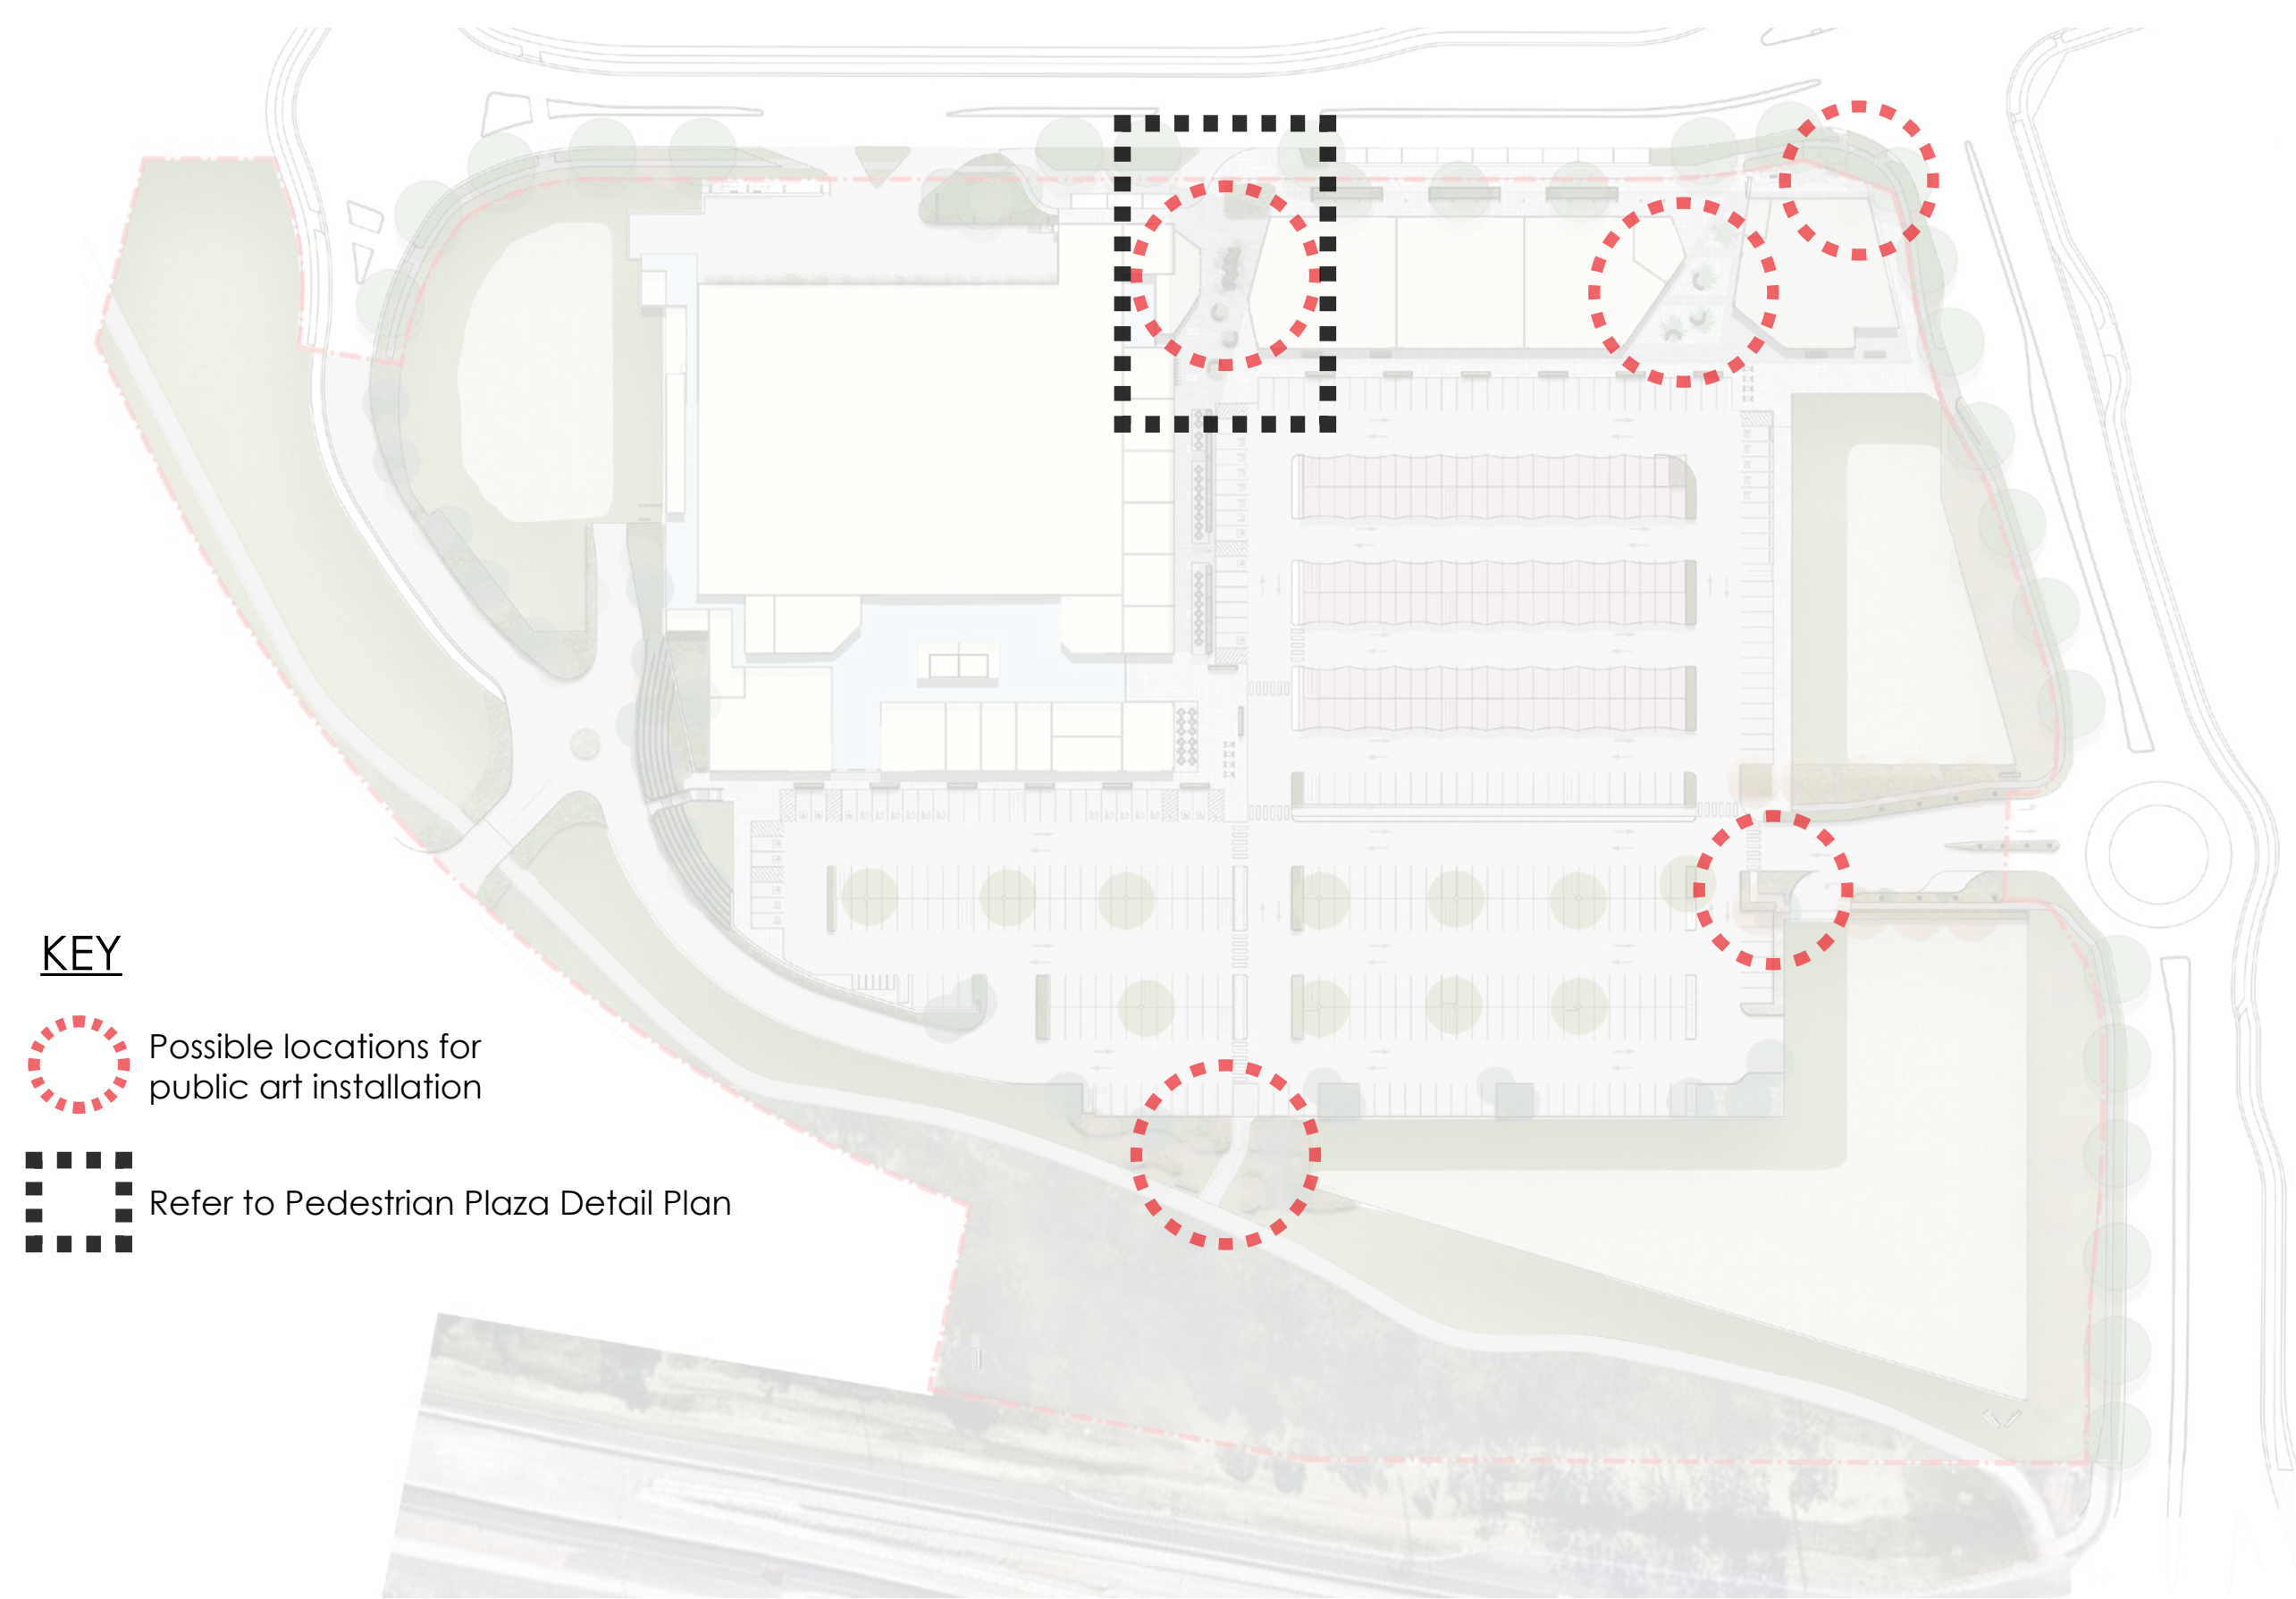 KEY
Possible locations for
public art installation
Refer to Pedestrian Plaza Detail Plan